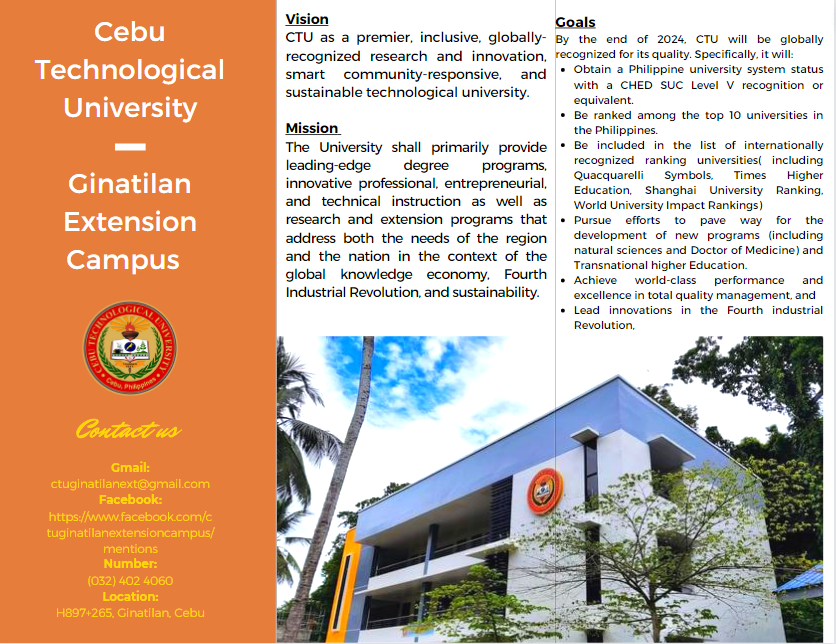 Cebu
Technological
University
Ginatilan
Extension
Campus
CEBU TECHNOLOGICAL UNIVERSITY
Cebu, Philippines
Contact us
Gmail:
ctuginatilanext@gmail.com
Facebook:
https://www.facebook.com/c
tuginatilanextensioncampus/
mentions
Number:
(032) 402 4060
Location:
H897+265, Ginatilan, Cebu
Vision
CTU as a premier, inclusive, globally-
recognized research and innovation,
smart community-responsive, and
sustainable technological university.
Mission
The University shall primarily provide
leading-edge degree programs,
innovative professional, entrepreneurial,
and technical instruction as well as
research and extension programs that
address both the needs of the region
and the nation in the context of the
global knowledge economy, Fourth
Industrial Revolution, and sustainability.
Goals
By the end of 2024, CTU will be globally
recognized for its quality. Specifically, it will:
• Obtain a Philippine university system status
with a CHED SUC Level V recognition or
equivalent.
• Be ranked among the top 10 universities in
the Philippines.
• Be included in the list of internationally
recognized ranking universities( including
Quacquarelli Symbols, Times Higher
Education, Shanghai University Ranking,
World University Impact Rankings)
• Pursue efforts to pave way for the
development of new programs (including
natural sciences and Doctor of Medicine) and
Transnational higher Education.
• Achieve world-class performance and
excellence in total quality management, and
• Lead innovations in the Fourth industrial
Revolution,